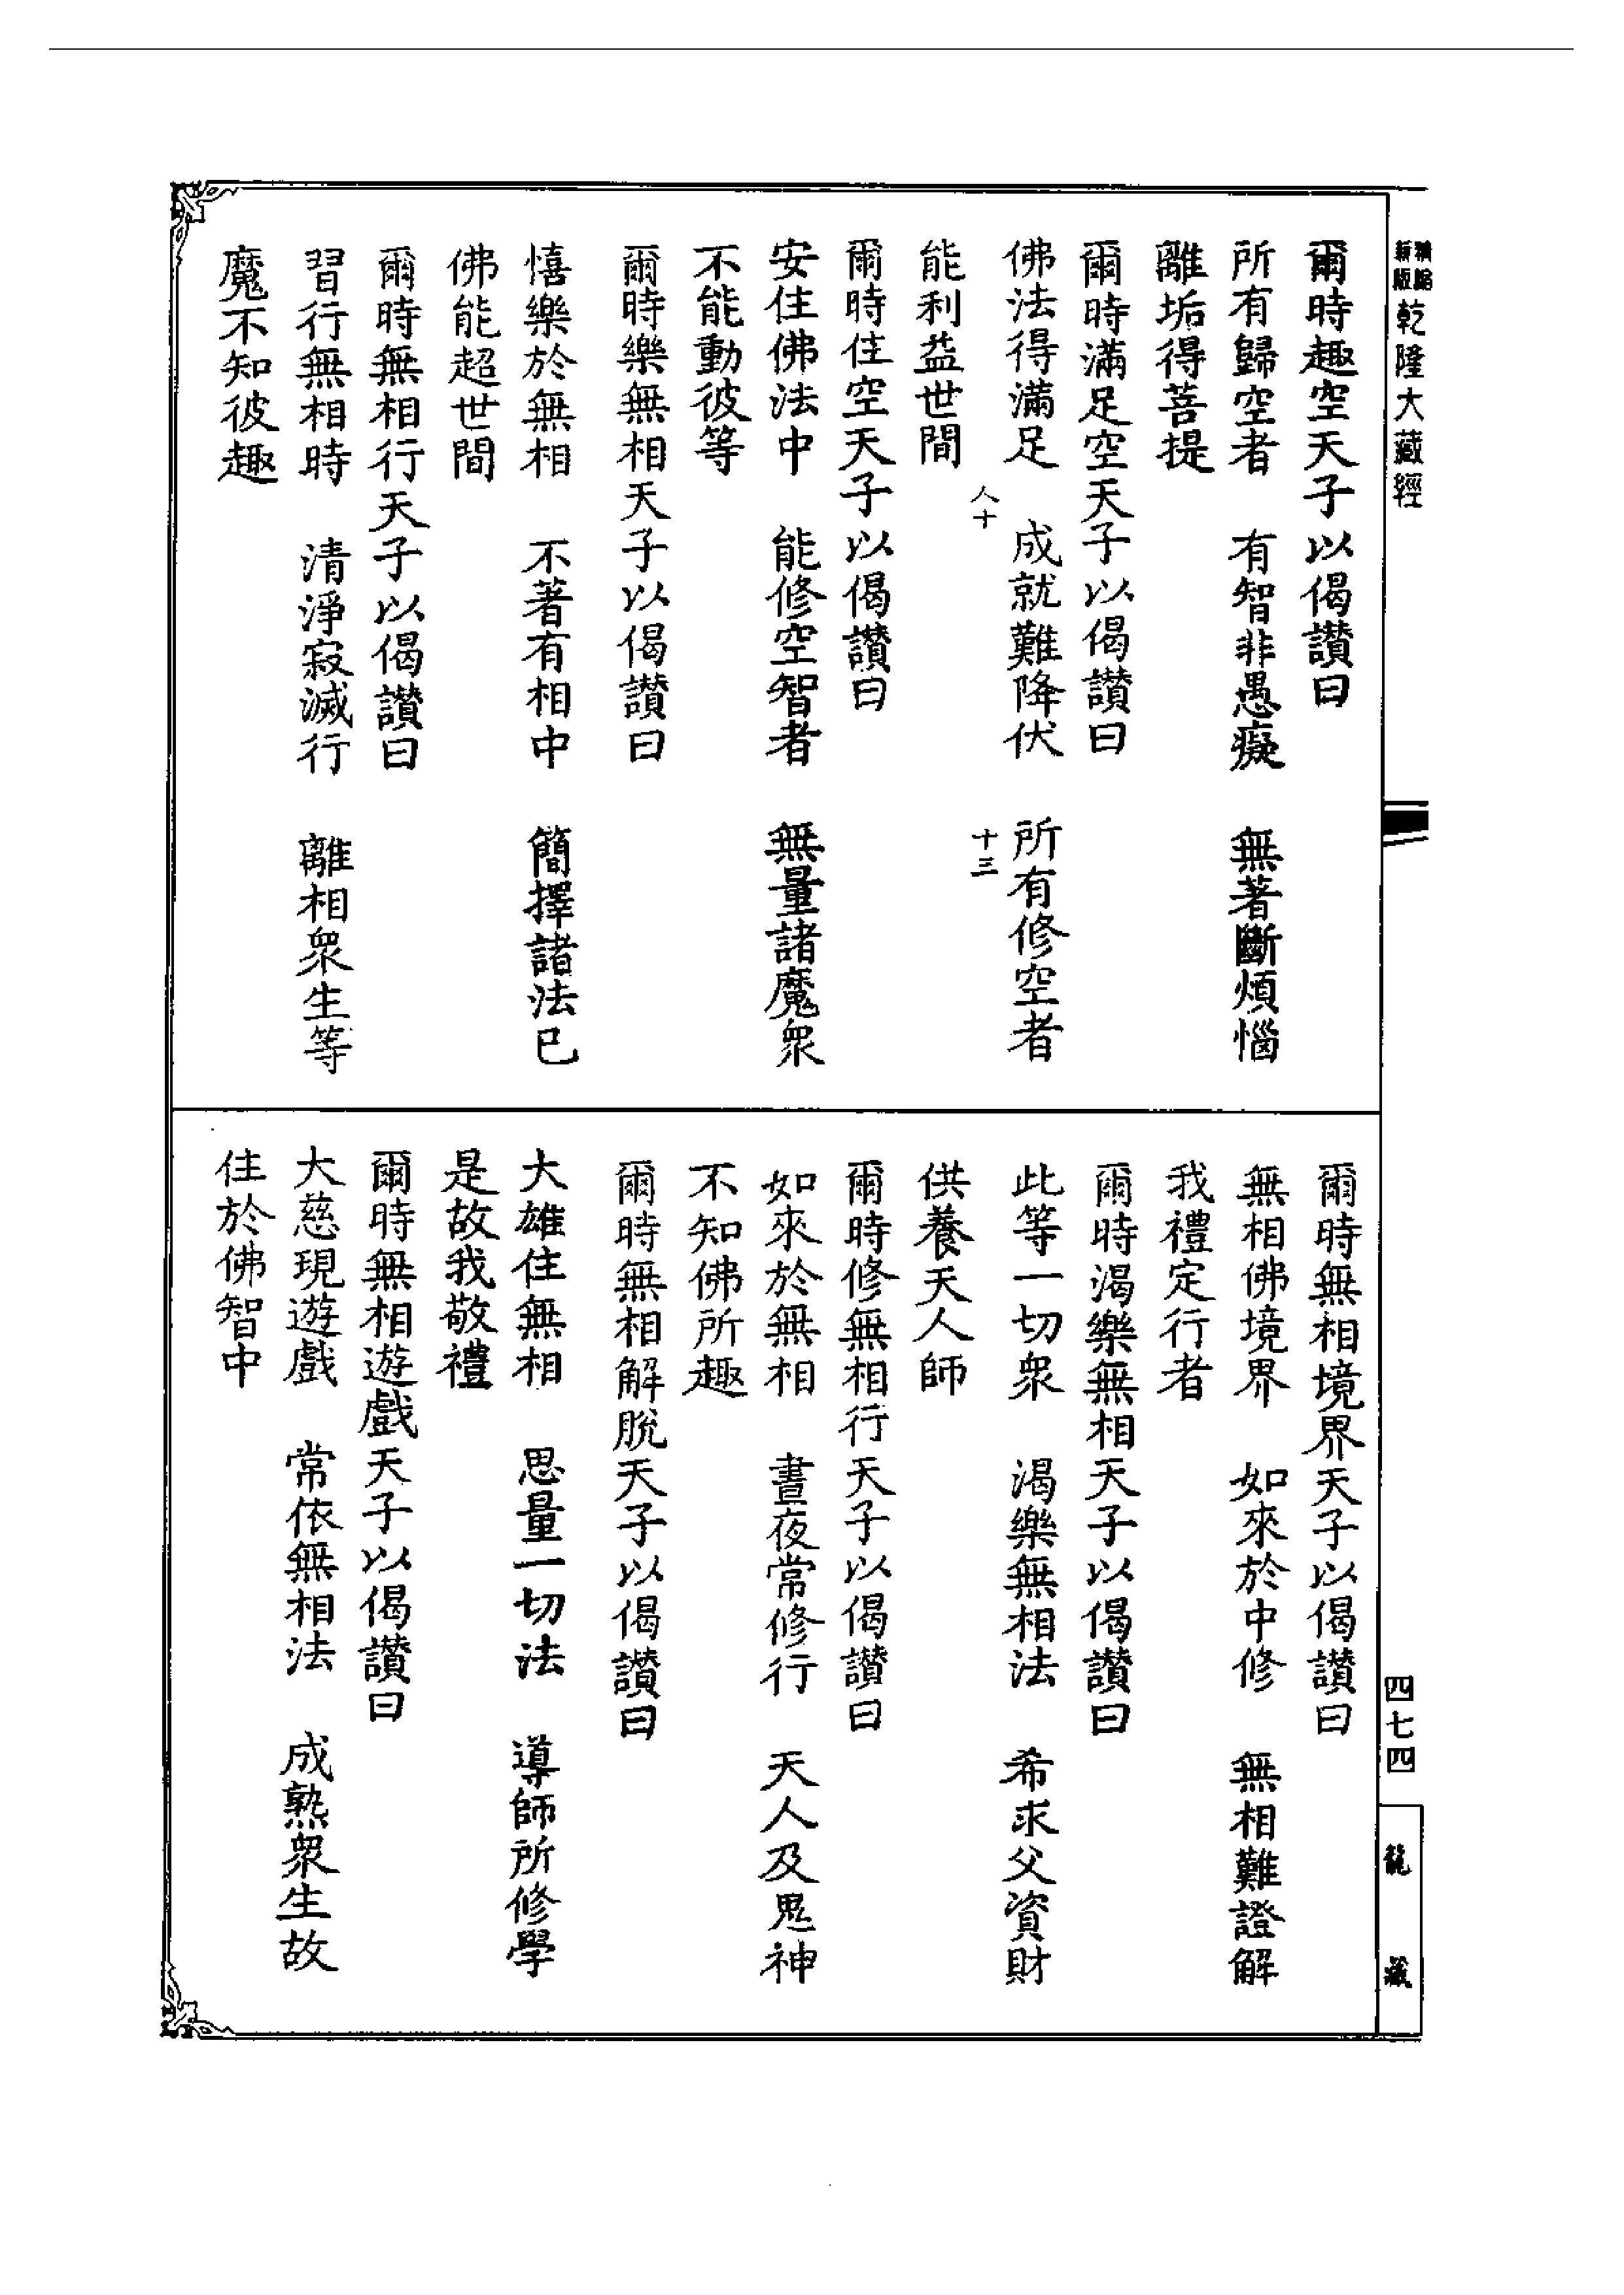 新編
新版
乾隆大藏經
爾時趣空天子以偈讚曰
所有歸空者　有智非愚癡　無著斷煩惱
離垢得菩提
爾時滿足空天子以偈讚曰
佛法得滿足　成就難降伏　所有修空者
人十　十三
能利益世間
爾時住空天子以偈讚曰
安住佛法中　能修空智者　無量諸魔衆
不能動彼等
爾時樂無相天子以偈讚曰
憘樂於無相　不著有相中　簡擇諸法已
佛能超世間
爾時無相行天子以偈讚曰
習行無相時　清淨寂滅行　離相衆生等
魔不知彼趣
爾時無相境界天子以偈讚曰
無相佛境界　如來於中修　無相難證解
我禮定行者
爾時渴樂無相天子以偈讚曰
此等一切衆　渴樂無相法　希求父資財
供養天人師
爾時修無相行天子以偈讚曰
如來於無相　晝夜常修行　天人及鬼神
不知佛所趣
爾時無相解脫天子以偈讚曰
大雄住無相　思量一切法　導師所修學
是故我敬禮
爾時無相遊戲天子以偈讚曰
大慈現遊戲　常依無相法　成熟衆生故
住於佛智中
四七四
龍藏